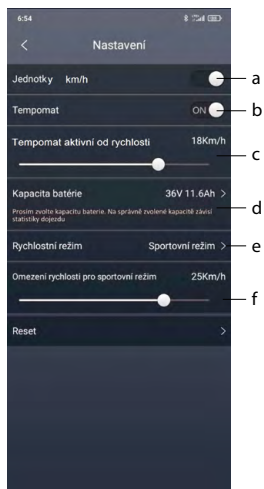 6:54
Nastavení
Jednotky km/h
a
Tempomat ON
b
Tempomat aktivní od rychlosti 18Km/h
c
Kapacita batérie 36V 11.6Ah >
Prosím zvolte kapacitu baterie. Na správně zvolené kapacitě závisí
statistiky dojezdu
d
Rychlostní režim Sportovní režim >
e
Omezení rychlosti pro sportovní režim 25Km/h
f
Reset >